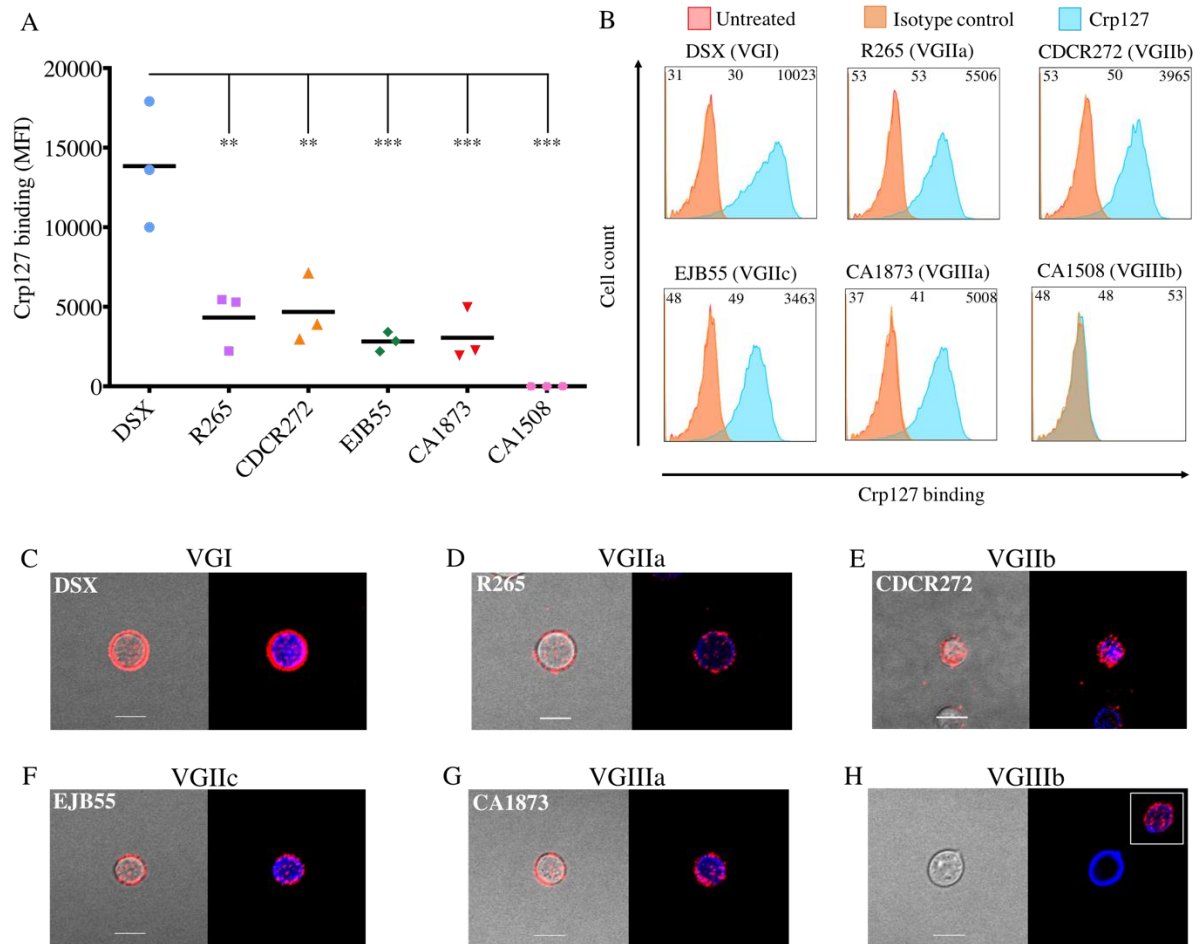 A
20000
15000
10000
5000
0
Crp127 binding (MFI)
** ** *** *** ***
DSX R265 CDCR272 EJB55 CA1873 CA1508
B
Untreated Isotype control Crp127
DSX (VGI) R265 (VGIIa) CDCR272 (VGIIb)
31 30 10023 53 53 5506 53 50 3965
EJB55 (VGIIc) CA1873 (VGIIIa) CA1508 (VGIIIb)
48 49 3463 37 41 5008 48 48 53
Cell count
Crp127 binding
C VGI
DSX
D VGIIa
R265
E VGIIb
CDCR272
F VGIIc
EJB55
G VGIIIa
CA1873
H VGIIIb